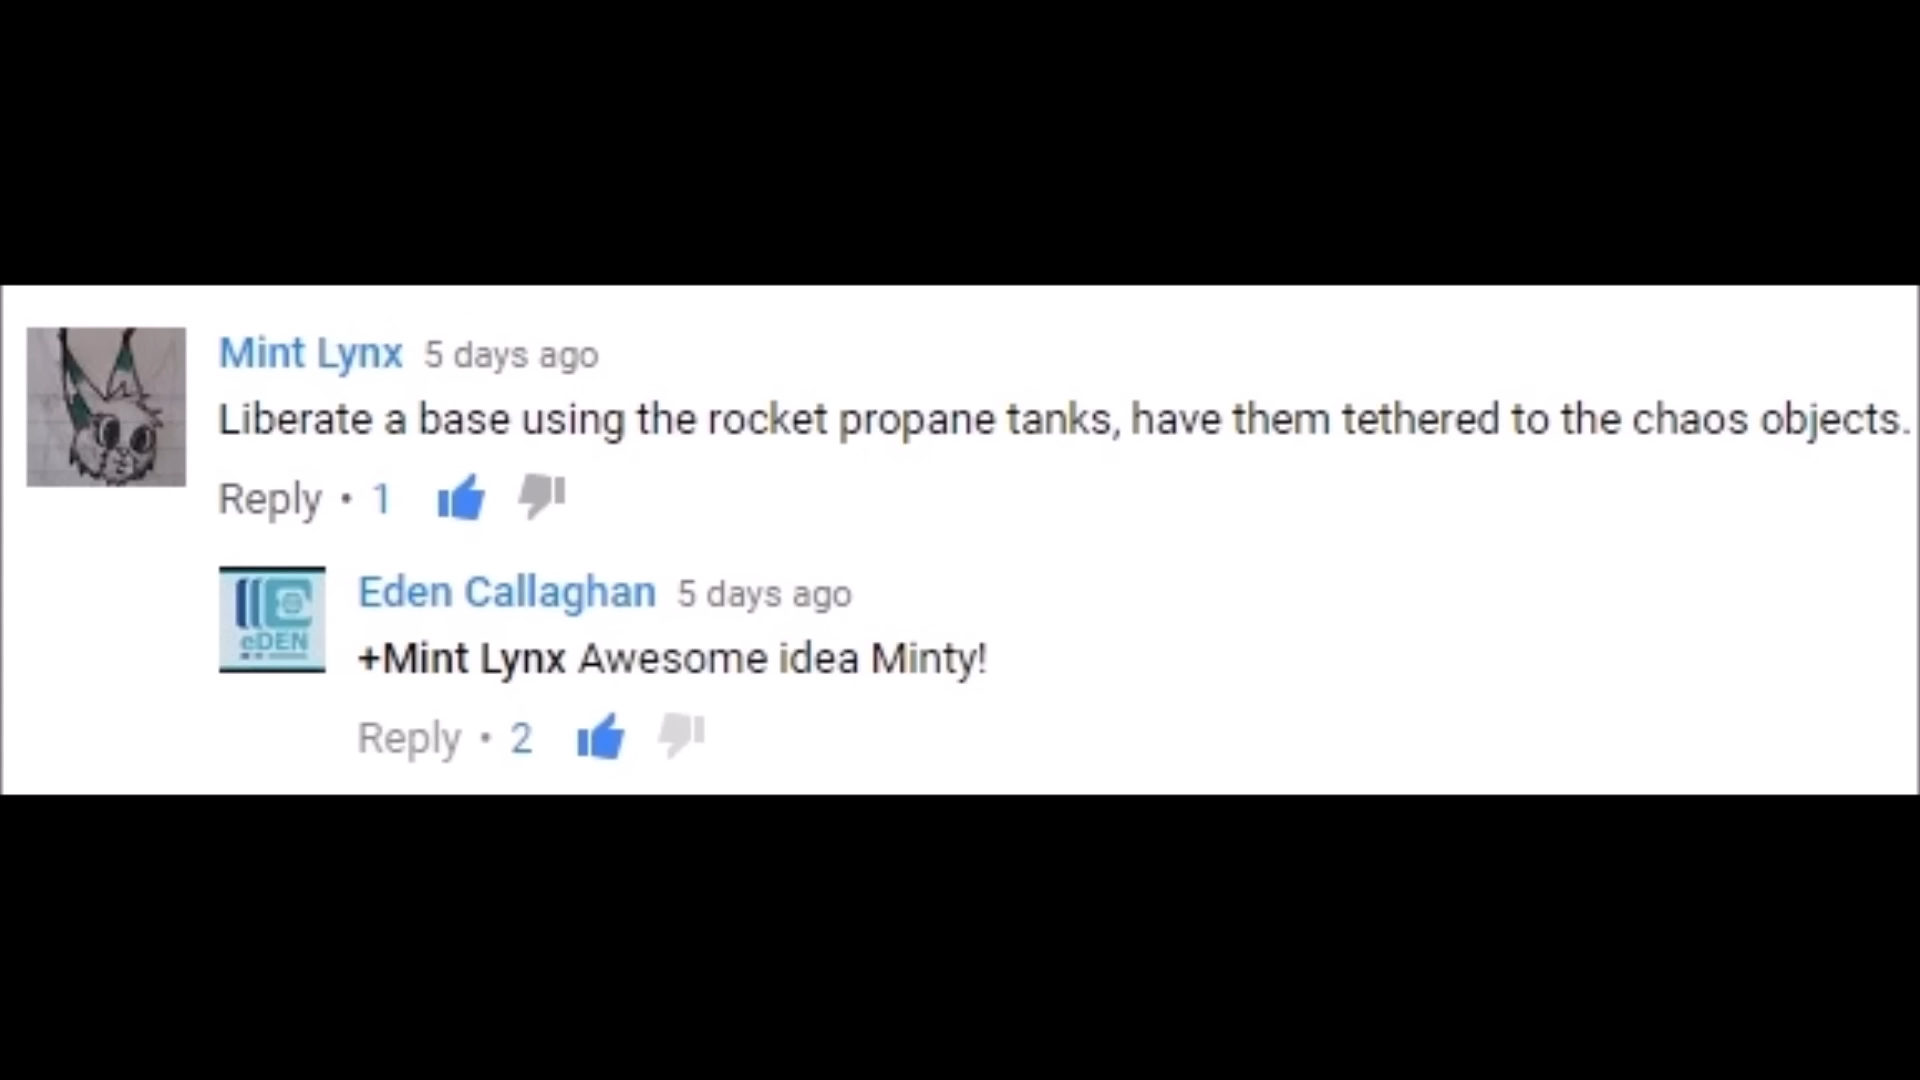 Mint Lynx 5 days ago
Liberate a base using the rocket propane tanks, have them tethered to the chaos objects.
Reply • 1
eDEN
Eden Callaghan 5 days ago
+Mint Lynx Awesome idea Minty!
Reply • 2